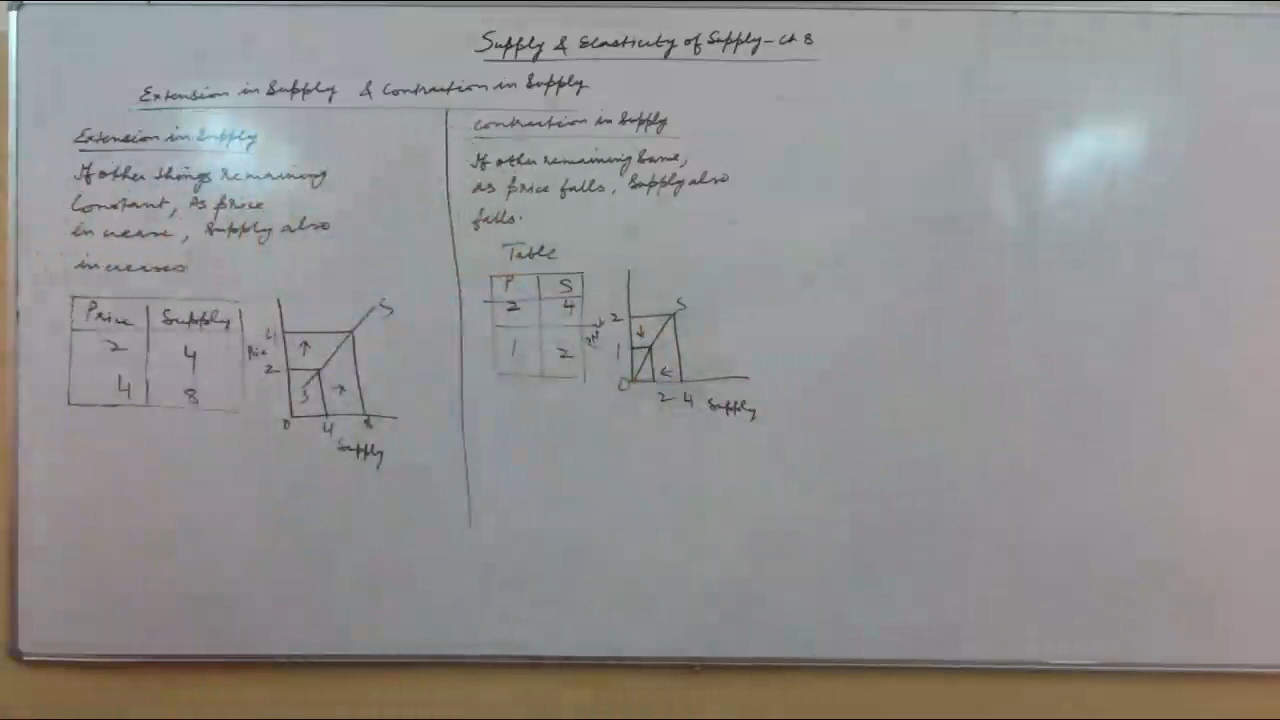 Supply & Elasticity of Supply - Ch 8
Extension in Supply & Contraction in Supply
Extension in Supply
If other things remaining
constant, As price
increase, Supply also
increases
Price Supply
2 4
4 8
S
4
Price
2
S
0 4 8
Supply
Contraction in Supply
If other remaining Same,
as price falls, Supply also
falls.
Table
P S
2 4
1 2
S
2
1
0
2 4 Supply